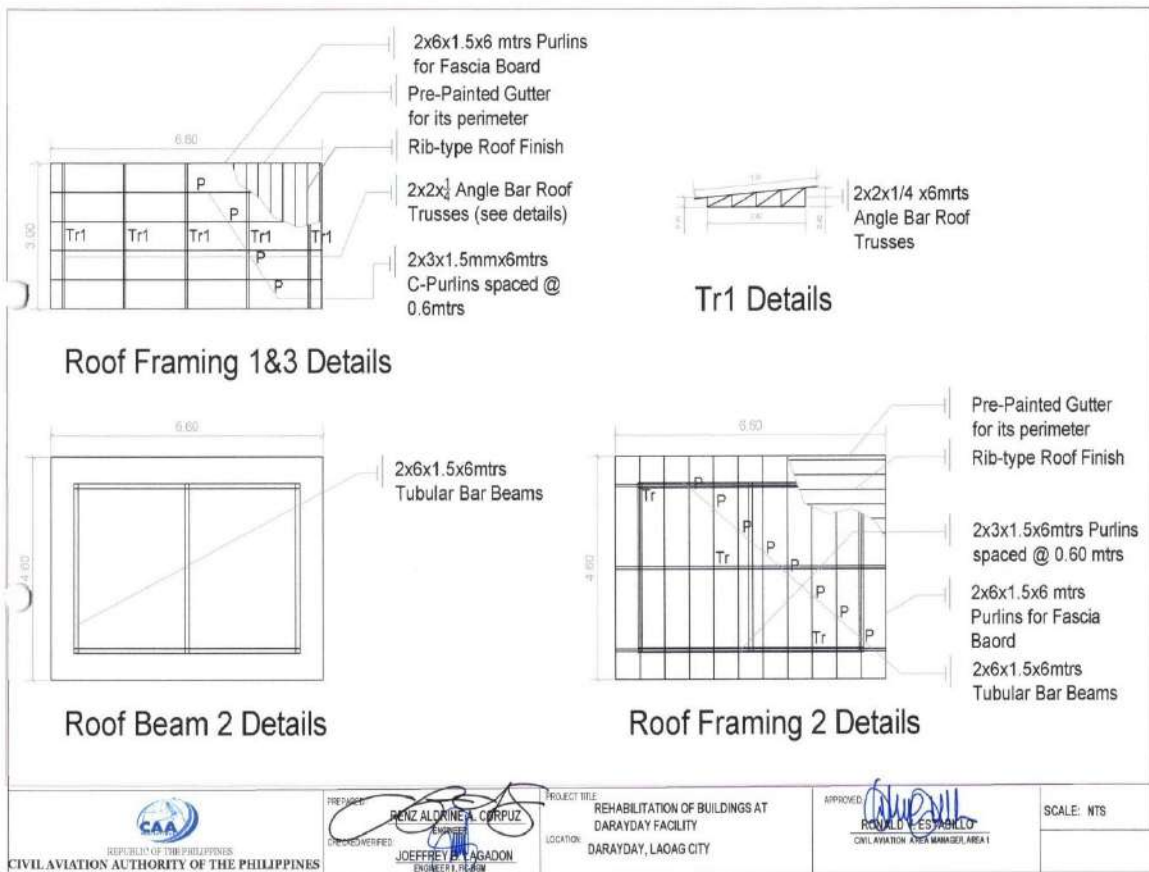 2x6x1.5x6 mtrs Purlins
for Fascia Board
Pre-Painted Gutter
for its perimeter
Rib-type Roof Finish
2x2x1/4 Angle Bar Roof
Trusses (see details)
2x3x1.5mmx6mtrs
C-Purlins spaced @
0.6mtrs
6.60
3.00
P
P
Tr1 Tr1 Tr1 Tr1 Tr1
P
P
Roof Framing 1&3 Details
2x2x1/4 x6mrts
Angle Bar Roof
Trusses
Tr1 Details
6.60
4.60
2x6x1.5x6mtrs
Tubular Bar Beams
Roof Beam 2 Details
6.60
4.60
Tr P
P
P
Tr P
P
P
P
Tr P
Pre-Painted Gutter
for its perimeter
Rib-type Roof Finish
2x3x1.5x6mtrs Purlins
spaced @ 0.60 mtrs
2x6x1.5x6 mtrs
Purlins for Fascia
Baord
2x6x1.5x6mtrs
Tubular Bar Beams
Roof Framing 2 Details
CAA
REPUBLIC OF THE PHILIPPINES
CIVIL AVIATION AUTHORITY OF THE PHILIPPINES
PREPARED:
RENZ ALDRINE A. CORPUZ
ENGINEER
CHECKED/VERIFIED:
JOEFFREY B. LAGADON
PROJECT TITLE:
REHABILITATION OF BUILDINGS AT
DARAYDAY FACILITY
LOCATION:
DARAYDAY, LAOAG CITY
APPROVED:
RONALD
CIVIL AVIATION AREA MANAGER, AREA I
SCALE: NTS